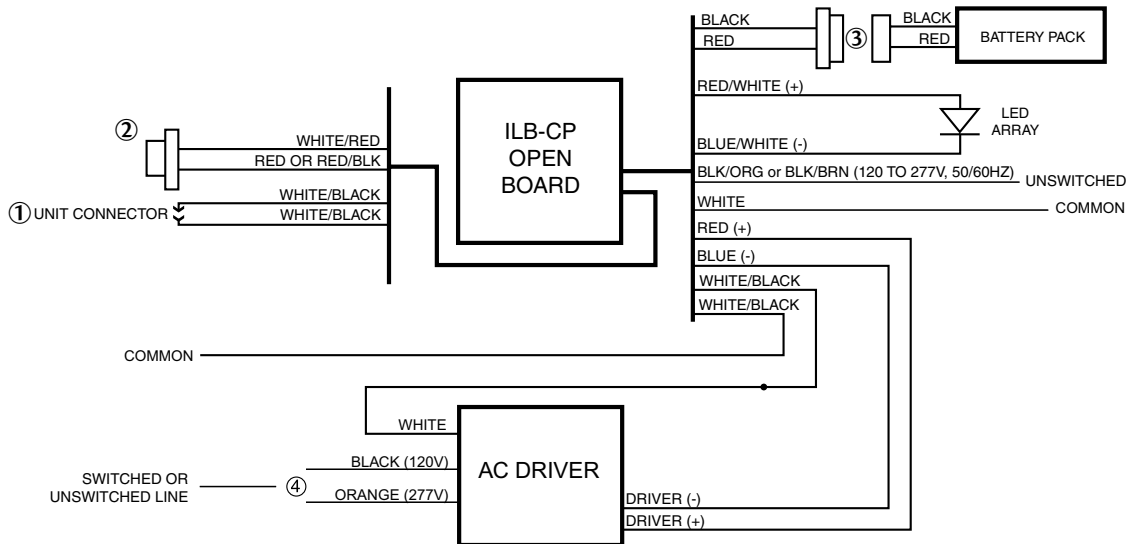 BLACK
RED
③
BLACK
RED
BATTERY PACK
RED/WHITE (+)
LED
ARRAY
BLUE/WHITE (-)
ILB-CP
OPEN
BOARD
②
WHITE/RED
RED OR RED/BLK
① UNIT CONNECTOR
WHITE/BLACK
WHITE/BLACK
BLK/ORG or BLK/BRN (120 TO 277V, 50/60HZ)
UNSWITCHED
WHITE
COMMON
RED (+)
BLUE (-)
WHITE/BLACK
WHITE/BLACK
COMMON
WHITE
BLACK (120V)
ORANGE (277V)
SWITCHED OR
UNSWITCHED LINE
④
AC DRIVER
DRIVER (-)
DRIVER (+)